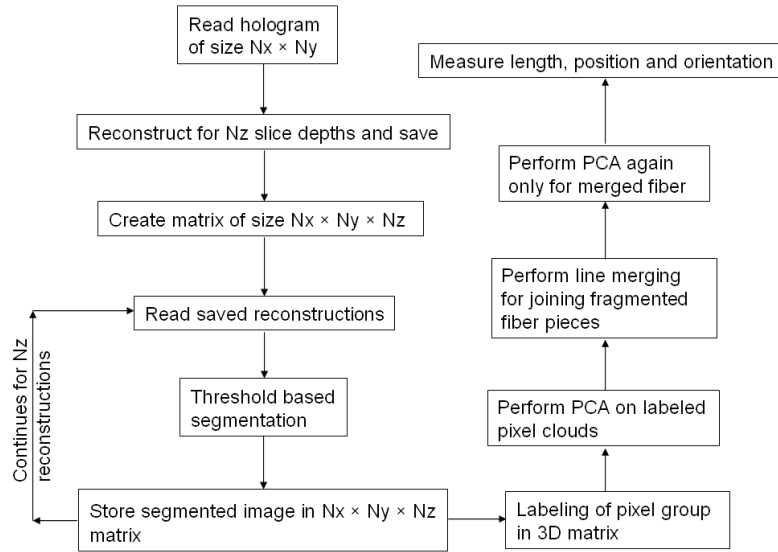 Read hologram
of size Nx × Ny
Reconstruct for Nz slice depths and save
Create matrix of size Nx × Ny × Nz
Read saved reconstructions
Threshold based
segmentation
Store segmented image in Nx × Ny × Nz
matrix
Continues for Nz
reconstructions
Labeling of pixel group
in 3D matrix
Perform PCA on labeled
pixel clouds
Perform line merging
for joining fragmented
fiber pieces
Perform PCA again
only for merged fiber
Measure length, position and orientation